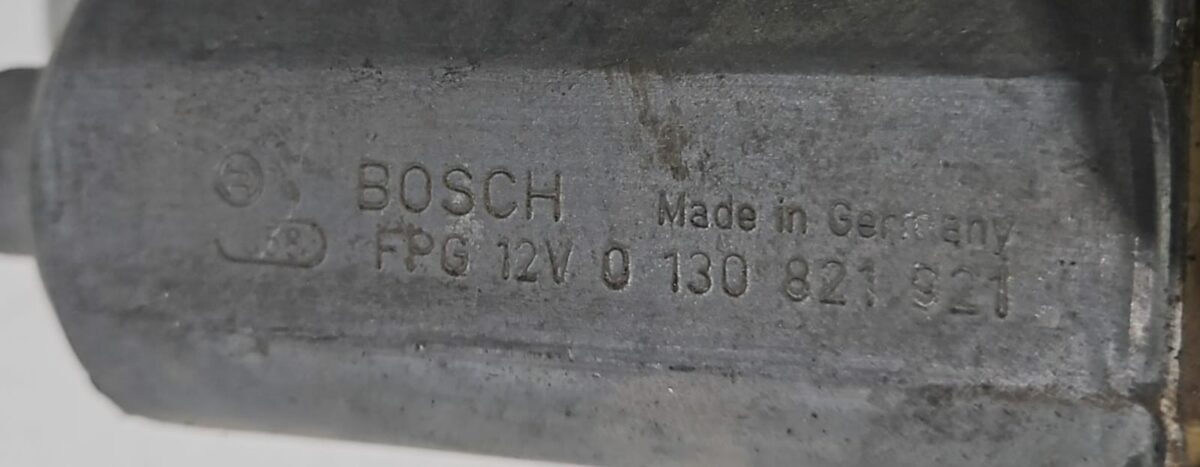 BOSCH Made in Germany
FPG 12V 0 130 821 921